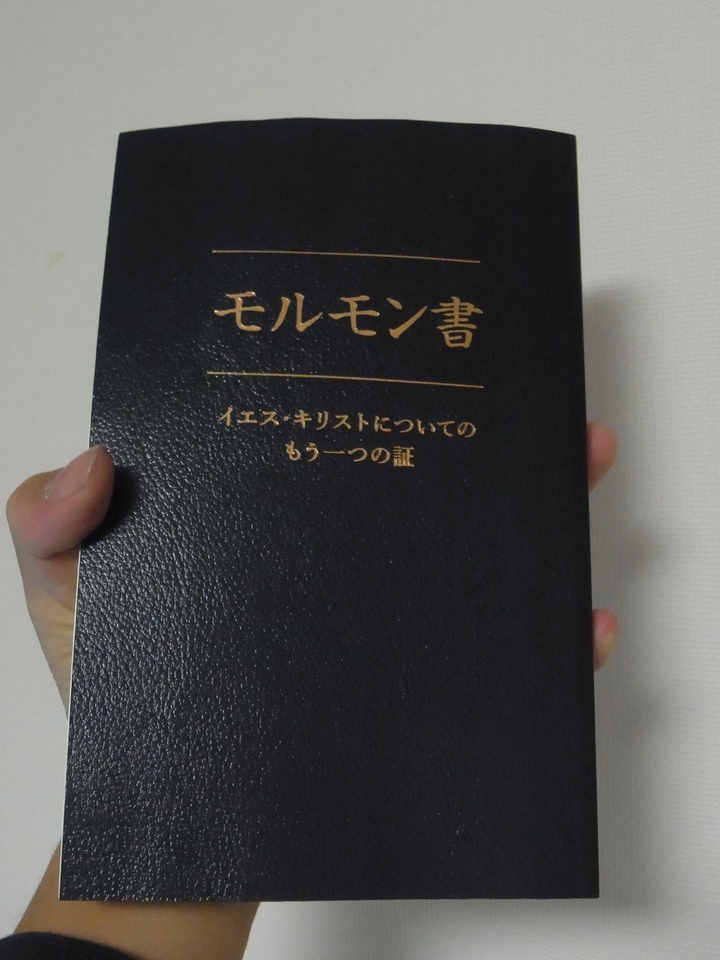 モルモン書
イエス・キリストについての
もう一つの証